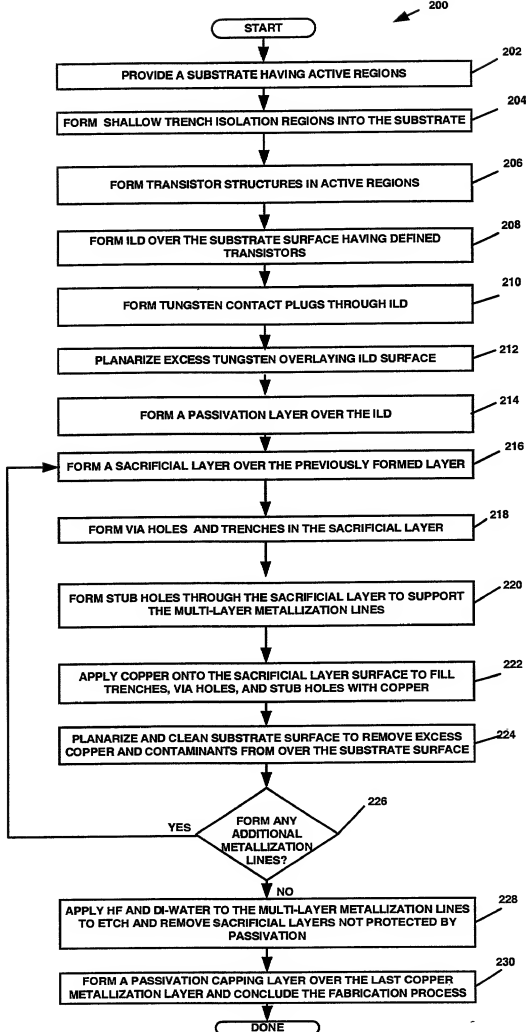 200
START
202
PROVIDE A SUBSTRATE HAVING ACTIVE REGIONS
204
FORM SHALLOW TRENCH ISOLATION REGIONS INTO THE SUBSTRATE
206
FORM TRANSISTOR STRUCTURES IN ACTIVE REGIONS
208
FORM ILD OVER THE SUBSTRATE SURFACE HAVING DEFINED
TRANSISTORS
210
FORM TUNGSTEN CONTACT PLUGS THROUGH ILD
212
PLANARIZE EXCESS TUNGSTEN OVERLAYING ILD SURFACE
214
FORM A PASSIVATION LAYER OVER THE ILD
216
FORM A SACRIFICIAL LAYER OVER THE PREVIOUSLY FORMED LAYER
218
FORM VIA HOLES AND TRENCHES IN THE SACRIFICIAL LAYER
220
FORM STUB HOLES THROUGH THE SACRIFICIAL LAYER TO SUPPORT
THE MULTI-LAYER METALLIZATION LINES
222
APPLY COPPER ONTO THE SACRIFICIAL LAYER SURFACE TO FILL
TRENCHES, VIA HOLES, AND STUB HOLES WITH COPPER
224
PLANARIZE AND CLEAN SUBSTRATE SURFACE TO REMOVE EXCESS
COPPER AND CONTAMINANTS FROM OVER THE SUBSTRATE SURFACE
226
YES
FORM ANY
ADDITIONAL
METALLIZATION
LINES?
NO
228
APPLY HF AND DI-WATER TO THE MULTI-LAYER METALLIZATION LINES
TO ETCH AND REMOVE SACRIFICIAL LAYERS NOT PROTECTED BY
PASSIVATION
230
FORM A PASSIVATION CAPPING LAYER OVER THE LAST COPPER
METALLIZATION LAYER AND CONCLUDE THE FABRICATION PROCESS
DONE